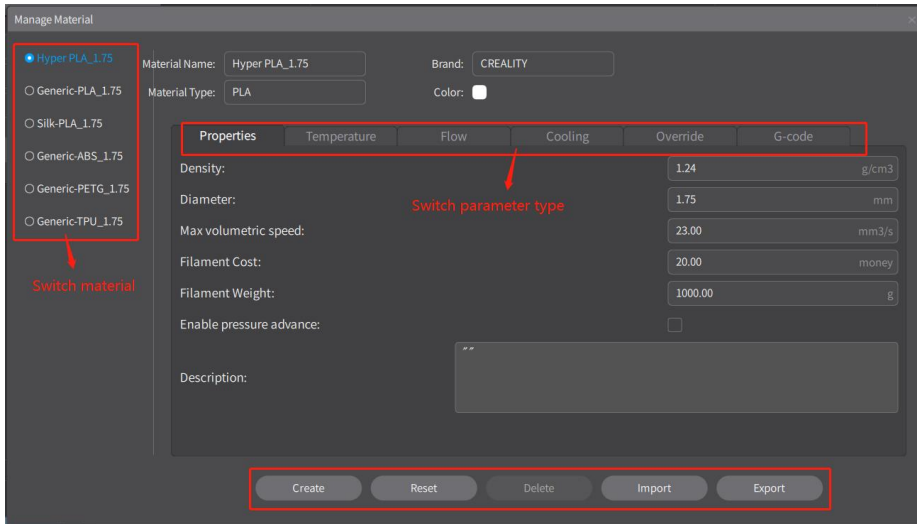 Manage Material
Hyper PLA_1.75
Generic-PLA_1.75
Silk-PLA_1.75
Generic-ABS_1.75
Generic-PETG_1.75
Generic-TPU_1.75
Switch material
Material Name: Hyper PLA_1.75 Brand: CREALITY
Material Type: PLA Color:
Properties Temperature Flow Cooling Override G-code
Switch parameter type
Density: 1.24 g/cm3
Diameter: 1.75 mm
Max volumetric speed: 23.00 mm3/s
Filament Cost: 20.00 money
Filament Weight: 1000.00 g
Enable pressure advance:
Description: ""
Create Reset Delete Import Export